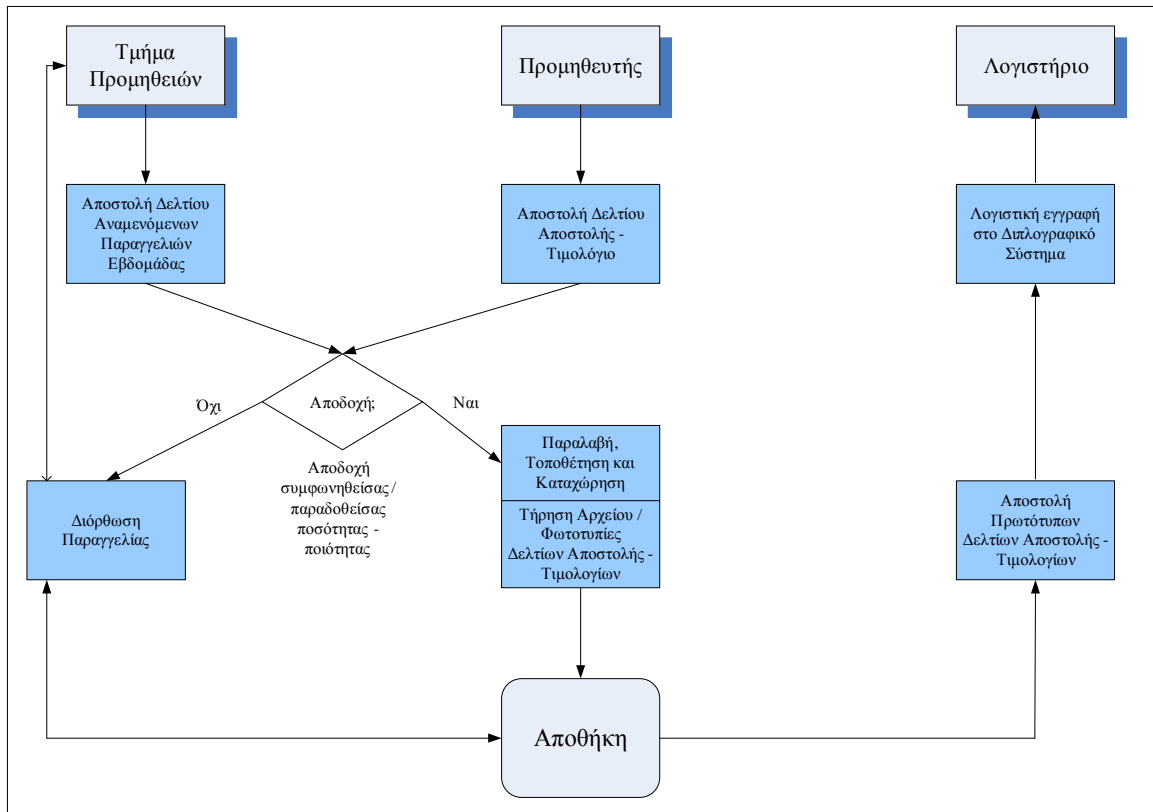 Τμήμα
Προμηθειών
Προμηθευτής
Λογιστήριο
Αποστολή Δελτίου
Αναμενόμενων
Παραγγελιών
Εβδομάδας
Αποστολή Δελτίου
Αποστολής -
Τιμολόγιο
Λογιστική εγγραφή
στο Διπλογραφικό
Σύστημα
Όχι
Αποδοχή;
Ναι
Αποδοχή
συμφωνηθείσας /
παραδοθείσας
ποσότητας -
ποιότητας
Παραλαβή,
Τοποθέτηση και
Καταχώρηση
Τήρηση Αρχείου /
Φωτοτυπίες
Δελτίων Αποστολής -
Τιμολογίων
Διόρθωση
Παραγγελίας
Αποστολή
Πρωτότυπων
Δελτίων Αποστολής -
Τιμολογίων
Αποθήκη